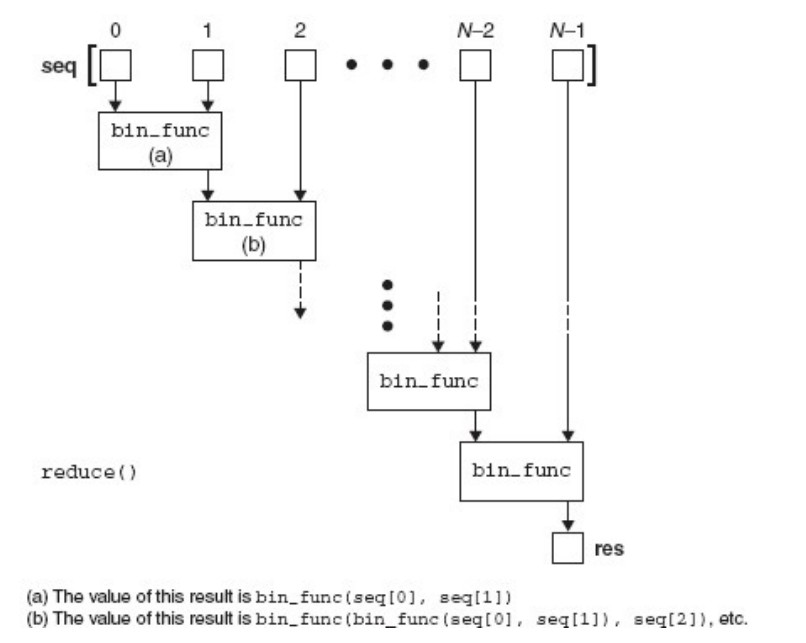 0 1 2 N–2 N–1
seq [ ]
bin_func
(a)
bin_func
(b)
bin_func
bin_func
reduce()
res
(a) The value of this result is bin_func(seq[0], seq[1])
(b) The value of this result is bin_func(bin_func(seq[0], seq[1]), seq[2]), etc.